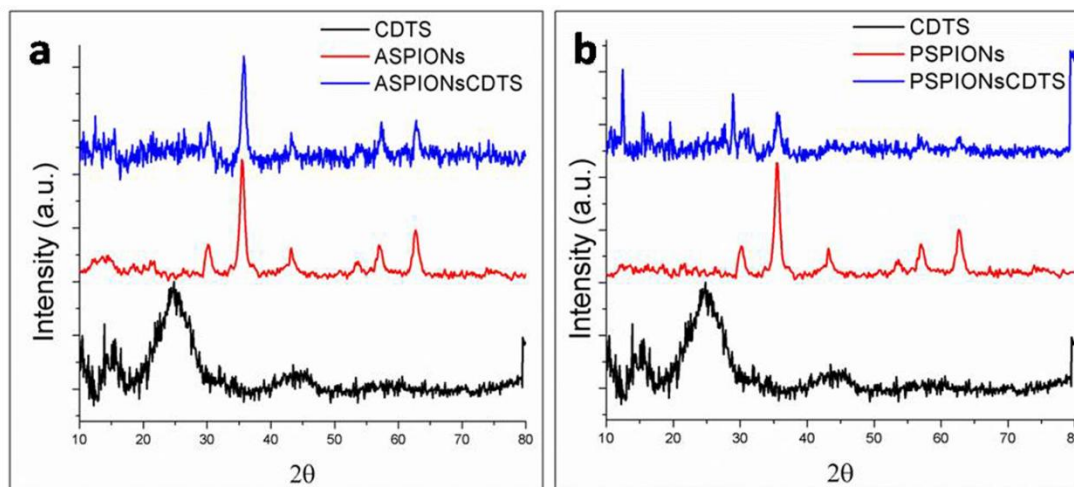 a
CDTS
ASPIONs
ASPIONsCDTS
Intensity (a.u.)
10 20 30 40 50 60 70 80
2θ
b
CDTS
PSPIONs
PSPIONsCDTS
Intensity (a.u.)
10 20 30 40 50 60 70 80
2θ